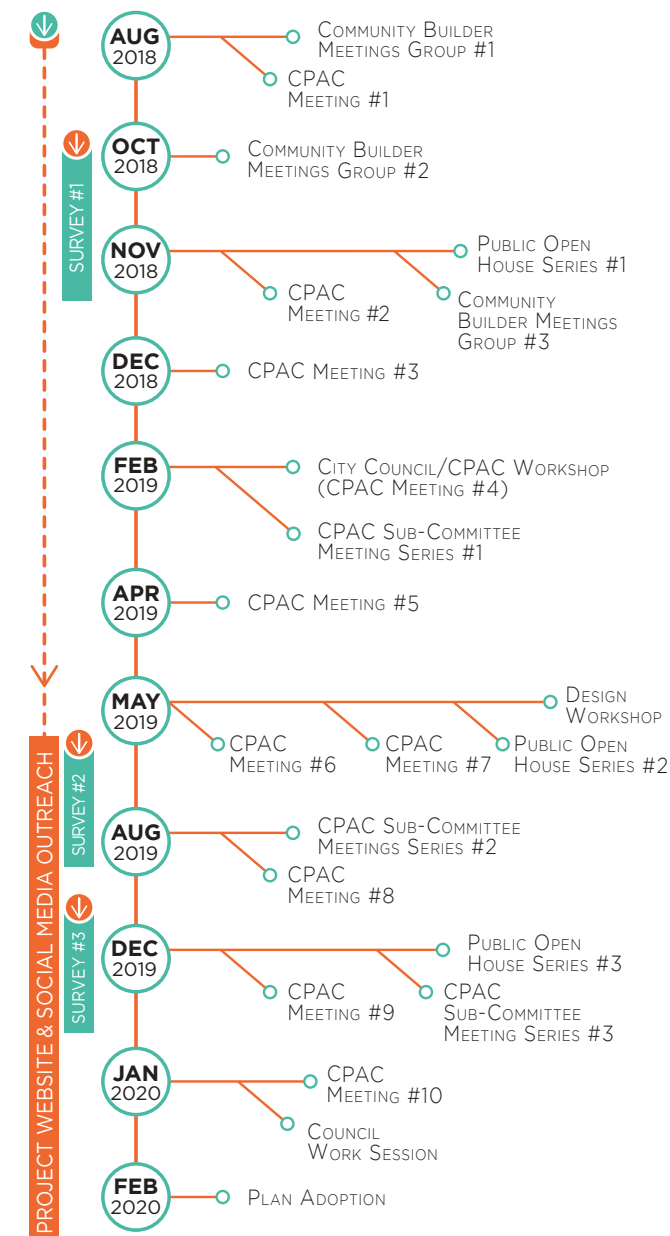 AUG
2018
Community Builder
Meetings Group #1
CPAC
Meeting #1
SURVEY #1
OCT
2018
Community Builder
Meetings Group #2
NOV
2018
Public Open
House Series #1
CPAC
Meeting #2
Community
Builder Meetings
Group #3
DEC
2018
CPAC Meeting #3
FEB
2019
City Council/CPAC Workshop
(CPAC Meeting #4)
CPAC Sub-Committee
Meeting Series #1
APR
2019
CPAC Meeting #5
MAY
2019
Design
Workshop
CPAC
Meeting #6
CPAC
Meeting #7
Public Open
House Series #2
PROJECT WEBSITE & SOCIAL MEDIA OUTREACH
SURVEY #2
AUG
2019
CPAC Sub-Committee
Meetings Series #2
CPAC
Meeting #8
SURVEY #3
DEC
2019
Public Open
House Series #3
CPAC
Meeting #9
CPAC
Sub-Committee
Meeting Series #3
JAN
2020
CPAC
Meeting #10
Council
Work Session
FEB
2020
Plan Adoption